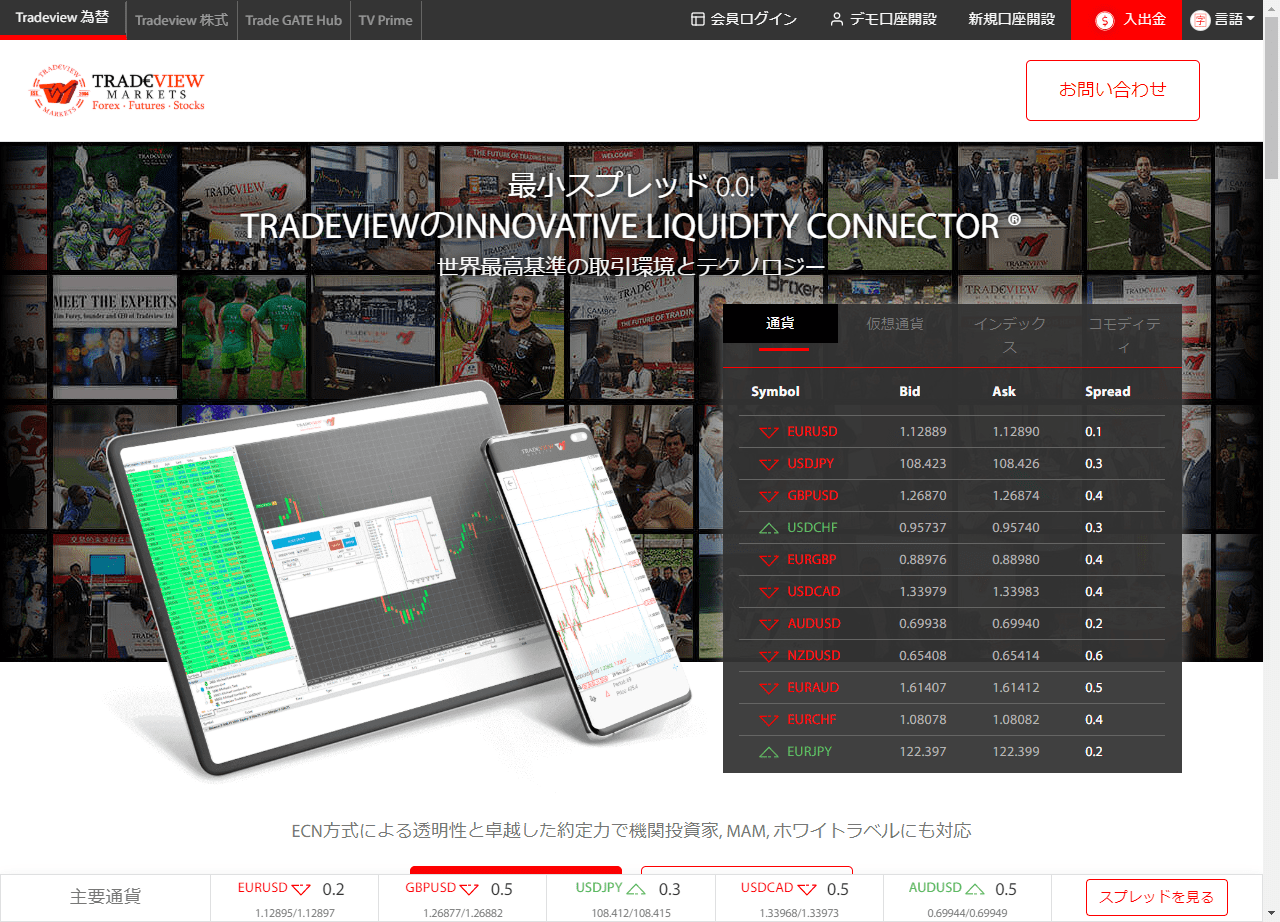 Tradeview 為替
Tradeview 株式
Trade GATE Hub
TV Prime
会員ログイン
デモ口座開設
新規口座開設
$ 入出金
字 言語
TRADEVIEW
MARKETS
Forex · Futures · Stocks
お問い合わせ
最小スプレッド 0.0!
TRADEVIEWのINNOVATIVE LIQUIDITY CONNECTOR ®
世界最高基準の取引環境とテクノロジー
MEET THE EXPERTS
通貨
仮想通貨
インデックス
コモディティ
Symbol Bid Ask Spread
EURUSD 1.12889 1.12890 0.1
USDJPY 108.423 108.426 0.3
GBPUSD 1.26870 1.26874 0.4
USDCHF 0.95737 0.95740 0.3
EURGBP 0.88976 0.88980 0.4
USDCAD 1.33979 1.33983 0.4
AUDUSD 0.69938 0.69940 0.2
NZDUSD 0.65408 0.65414 0.6
EURAUD 1.61407 1.61412 0.5
EURCHF 1.08078 1.08082 0.4
EURJPY 122.397 122.399 0.2
ECN方式による透明性と卓越した約定力で機関投資家, MAM, ホワイトラベルにも対応
主要通貨
EURUSD 0.2
1.12895/1.12897
GBPUSD 0.5
1.26877/1.26882
USDJPY 0.3
108.412/108.415
USDCAD 0.5
1.33968/1.33973
AUDUSD 0.5
0.69944/0.69949
スプレッドを見る